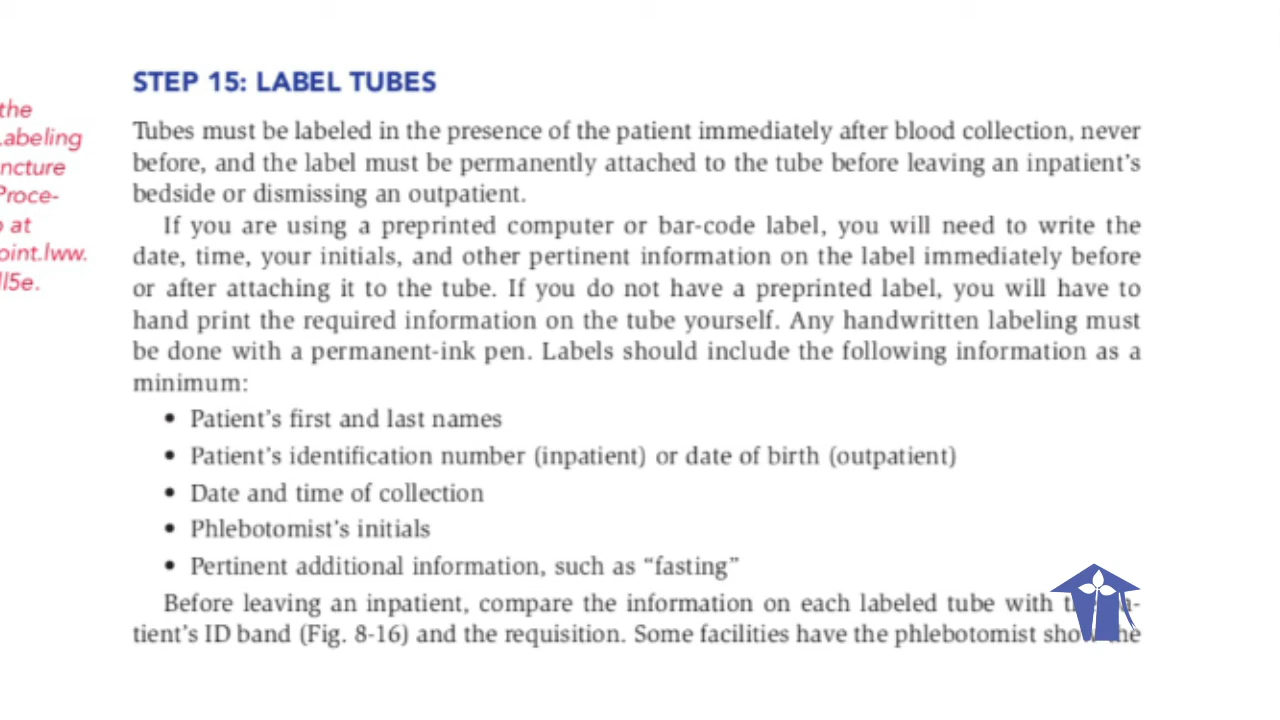 STEP 15: LABEL TUBES
the
Labeling
ncture
Proce-
at
oint.lww.
ll5e.
Tubes must be labeled in the presence of the patient immediately after blood collection, never
before, and the label must be permanently attached to the tube before leaving an inpatient's
bedside or dismissing an outpatient.
If you are using a preprinted computer or bar-code label, you will need to write the
date, time, your initials, and other pertinent information on the label immediately before
or after attaching it to the tube. If you do not have a preprinted label, you will have to
hand print the required information on the tube yourself. Any handwritten labeling must
be done with a permanent-ink pen. Labels should include the following information as a
minimum:
• Patient's first and last names
• Patient's identification number (inpatient) or date of birth (outpatient)
• Date and time of collection
• Phlebotomist's initials
• Pertinent additional information, such as “fasting”
Before leaving an inpatient, compare the information on each labeled tube with
tient's ID band (Fig. 8-16) and the requisition. Some facilities have the phlebotomist